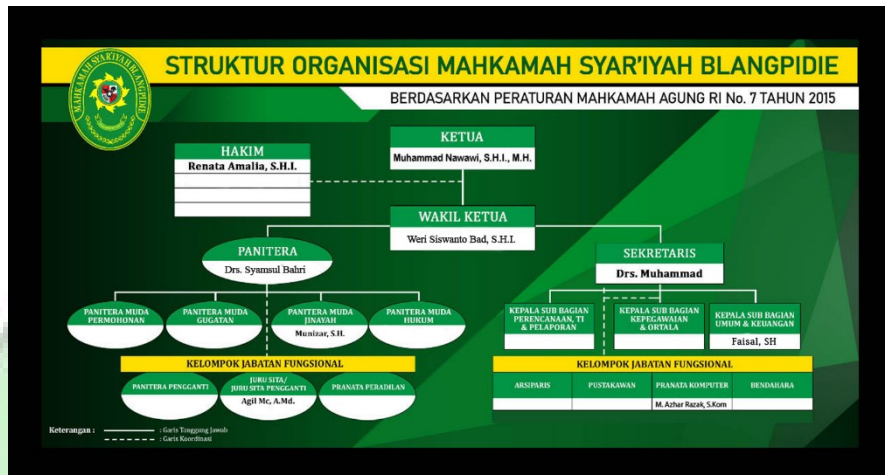 MAHKAMAH SYAR'IYAH BLANGPIDIE
STRUKTUR ORGANISASI MAHKAMAH SYAR'IYAH BLANGPIDIE
BERDASARKAN PERATURAN MAHKAMAH AGUNG RI No. 7 TAHUN 2015
KETUA
Muhammad Nawawi, S.H.I., M.H.
HAKIM
Renata Amalia, S.H.I.
WAKIL KETUA
Weri Siswanto Bad, S.H.I.
PANITERA
Drs. Syamsul Bahri
SEKRETARIS
Drs. Muhammad
PANITERA MUDA
PERMOHONAN
PANITERA MUDA
GUGATAN
PANITERA MUDA
JINAYAH
Munizar, S.H.
PANITERA MUDA
HUKUM
KEPALA SUB BAGIAN
PERENCANAAN, TI
& PELAPORAN
KEPALA SUB BAGIAN
KEPEGAWAIAN
& ORTALA
KEPALA SUB BAGIAN
UMUM & KEUANGAN
Faisal, SH
KELOMPOK JABATAN FUNGSIONAL
PANITERA PENGGANTI
JURU SITA/
JURU SITA PENGGANTI
Agil Mc, A.Md.
PRANATA PERADILAN
KELOMPOK JABATAN FUNGSIONAL
ARSIPARIS
PUSTAKAWAN
PRANATA KOMPUTER
M. Azhar Razak, S.Kom
BENDAHARA
Keterangan :
: Garis Tanggung Jawab
: Garis Koordinasi